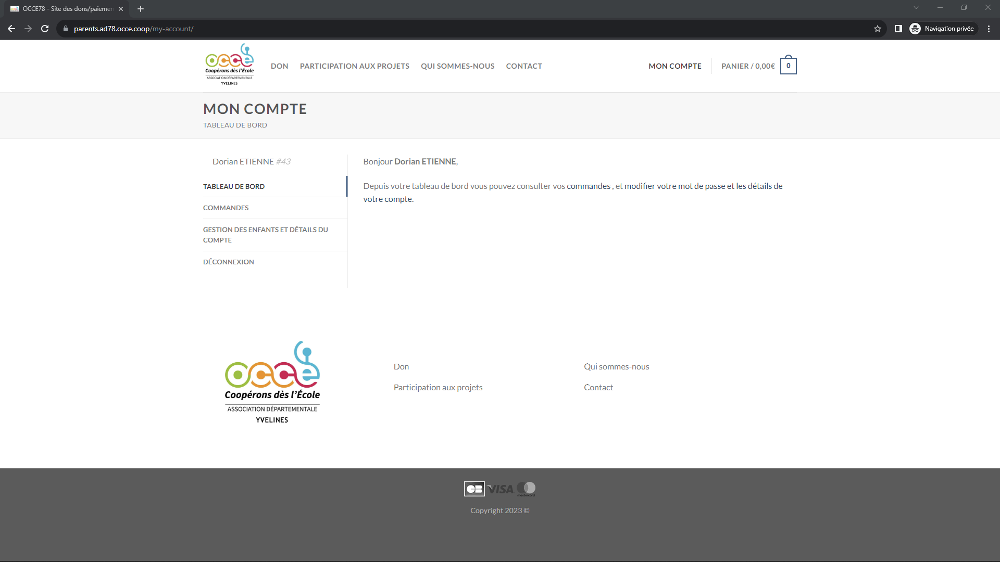 OCCE78 - Site des dons/paiemen
parents.ad78.occe.coop/my-account/
Navigation privée
occe
Coopérons dès l'École
ASSOCIATION DÉPARTEMENTALE
YVELINES
DON
PARTICIPATION AUX PROJETS
QUI SOMMES-NOUS
CONTACT
MON COMPTE
PANIER / 0,00€
0
MON COMPTE
TABLEAU DE BORD
Dorian ETIENNE #43
TABLEAU DE BORD
COMMANDES
GESTION DES ENFANTS ET DÉTAILS DU
COMPTE
DÉCONNEXION
Bonjour Dorian ETIENNE,
Depuis votre tableau de bord vous pouvez consulter vos commandes , et modifier votre mot de passe et les détails de
votre compte.
occe
Coopérons dès l'École
ASSOCIATION DÉPARTEMENTALE
YVELINES
Don
Participation aux projets
Qui sommes-nous
Contact
CB VISA mastercard
Copyright 2023 ©